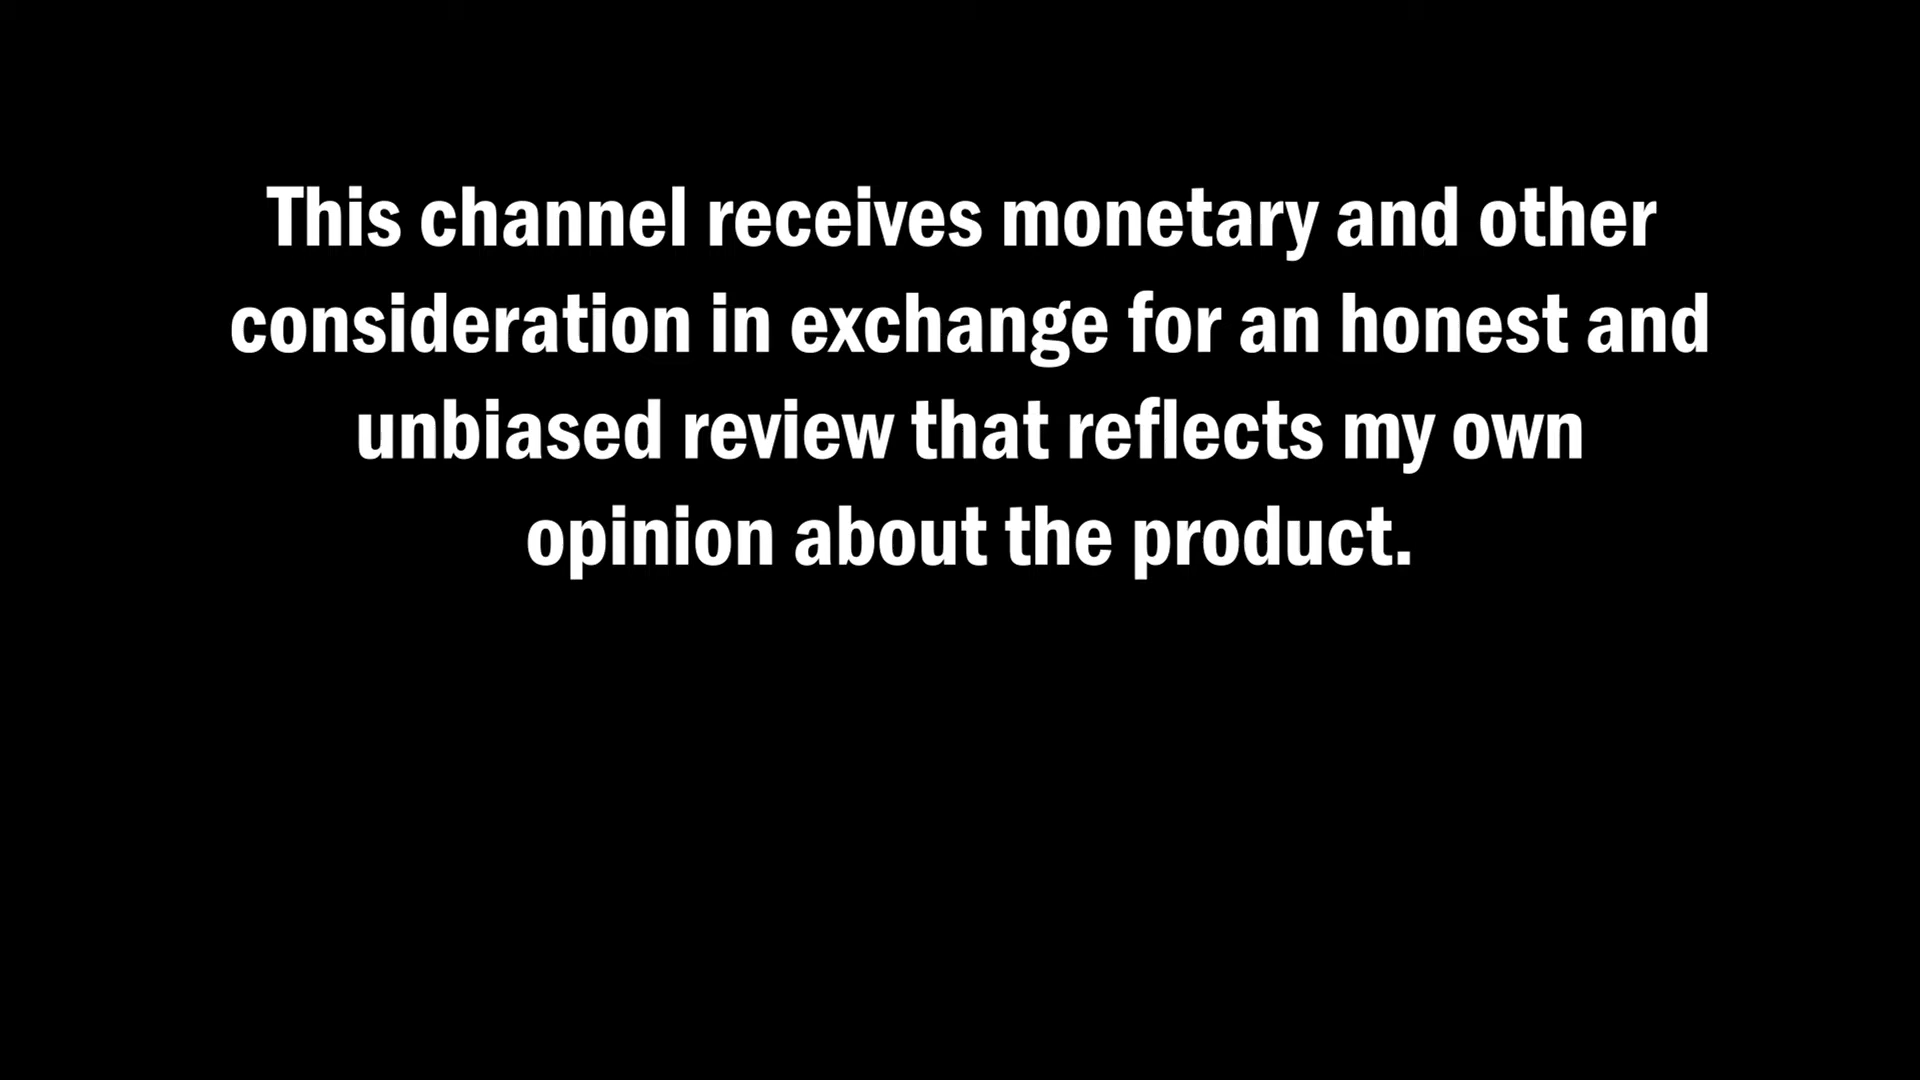 This channel receives monetary and other
consideration in exchange for an honest and
unbiased review that reflects my own
opinion about the product.